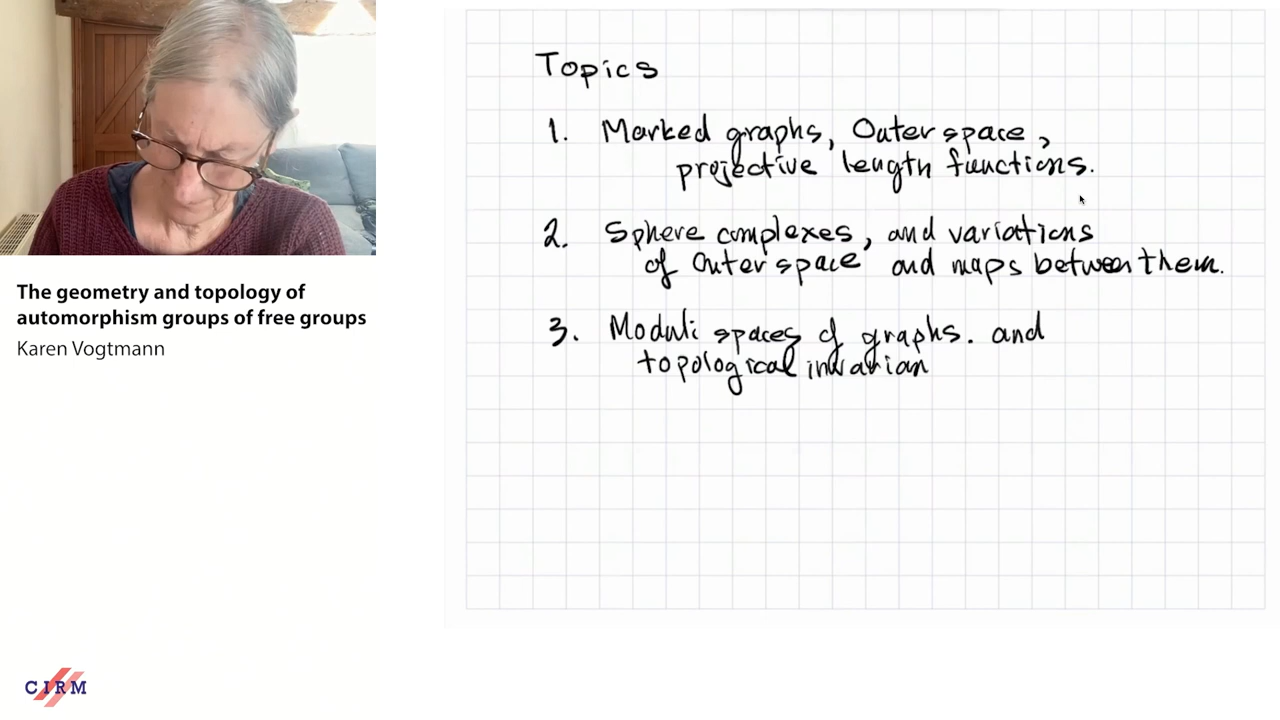 Topics
1. Marked graphs, Outer space,
projective length functions.
2. Sphere complexes, and variations
of Outer space and maps between them.
3. Moduli spaces of graphs. and
topological invarian
The geometry and topology of
automorphism groups of free groups
Karen Vogtmann
CIRM